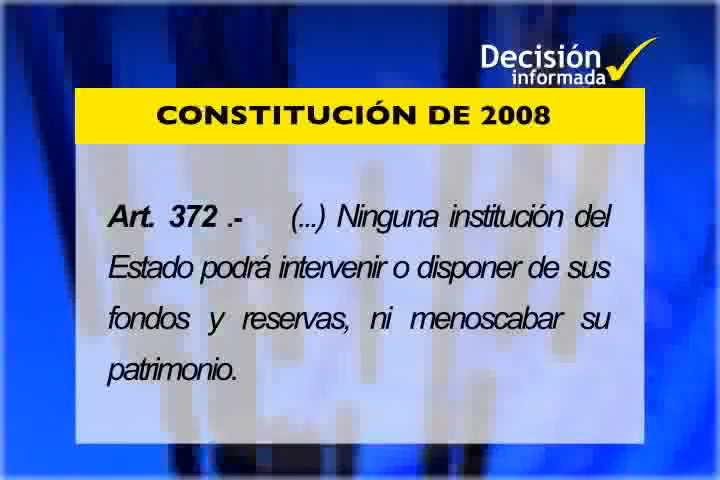 Decisión
informada
CONSTITUCIÓN DE 2008
Art. 372 .- (...) Ninguna institución del
Estado podrá intervenir o disponer de sus
fondos y reservas, ni menoscabar su
patrimonio.